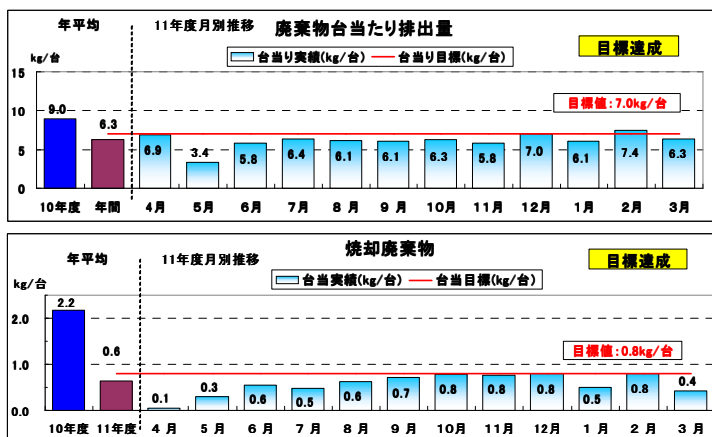 年平均 11年度月別推移 廃棄物台当たり排出量
kg/台 目標達成
台当り実績(kg/台) 台当り目標(kg/台)
15
10
5
0
目標値:7.0kg/台
9.0 6.3 6.9 3.4 5.8 6.4 6.1 6.1 6.3 5.8 7.0 6.1 7.4 6.3
10年度 年間 4月 5月 6月 7月 8 月 9 月 10月 11月 12月 1月 2月 3月
年平均 11年度月別推移 焼却廃棄物
kg/台 目標達成
台当実績(kg/台) 台当目標(kg/台)
2.0
1.0
0.0
目標値:0.8kg/台
2.2 0.6 0.1 0.3 0.6 0.5 0.6 0.7 0.8 0.8 0.8 0.5 0.8 0.4
10年度 11年度 4 月 5 月 6 月 7 月 8 月 9 月 10 月 11 月 12 月 1 月 2 月 3 月